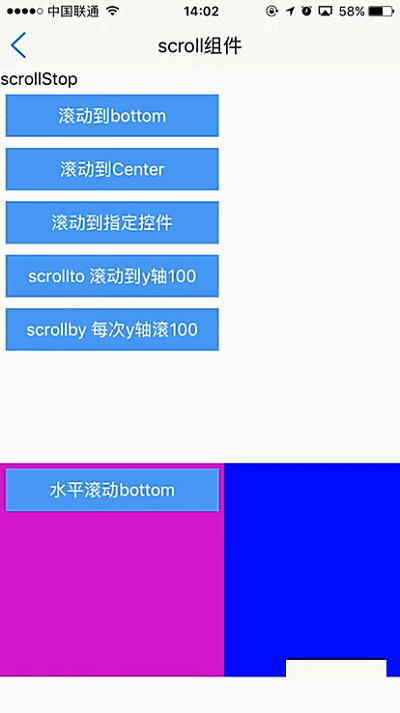 中国联通 14:02 58%
scroll组件
scrollStop
滚动到bottom
滚动到Center
滚动到指定控件
scrollto 滚动到y轴100
scrollby 每次y轴滚100
水平滚动bottom